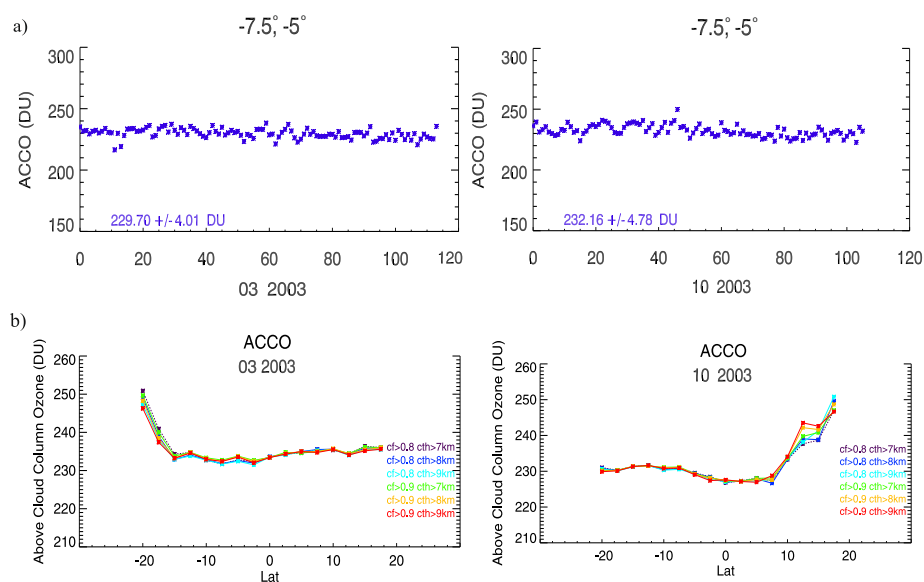 a)
-7.5°, -5°
300
250
200
150
ACCO (DU)
229.70 +/-4.01 DU
0 20 40 60 80 100 120
03 2003
-7.5°, -5°
300
250
200
150
ACCO (DU)
232.16 +/-4.78 DU
0 20 40 60 80 100 120
10 2003
b)
ACCO
03 2003
260
250
240
230
220
210
Above Cloud Column Ozone (DU)
cf>0.8 cth>7km
cf>0.8 cth>8km
cf>0.8 cth>9km
cf>0.9 cth>7km
cf>0.9 cth>8km
cf>0.9 cth>9km
-20 -10 0 10 20
Lat
ACCO
10 2003
260
250
240
230
220
210
Above Cloud Column Ozone (DU)
cf>0.8 cth>7km
cf>0.8 cth>8km
cf>0.8 cth>9km
cf>0.9 cth>7km
cf>0.9 cth>8km
cf>0.9 cth>9km
-20 -10 0 10 20
Lat